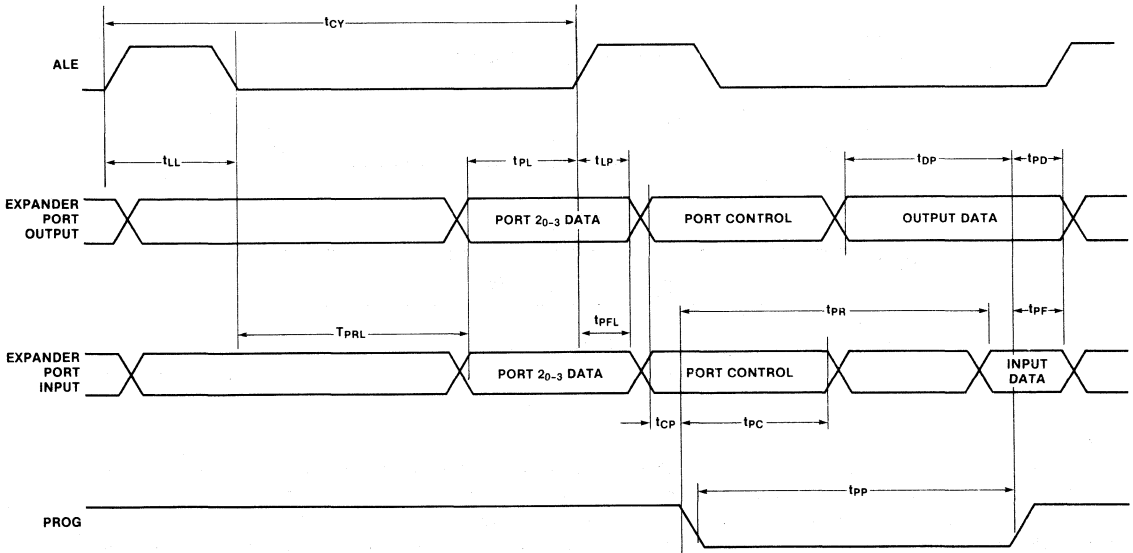 tCY
ALE
tLL
tPL
tLP
tDP
tPD
EXPANDER
PORT
OUTPUT
PORT 20–3 DATA
PORT CONTROL
OUTPUT DATA
TPRL
tPFL
tPR
tPF
EXPANDER
PORT
INPUT
PORT 20–3 DATA
PORT CONTROL
INPUT
DATA
tCP
tPC
tPP
PROG